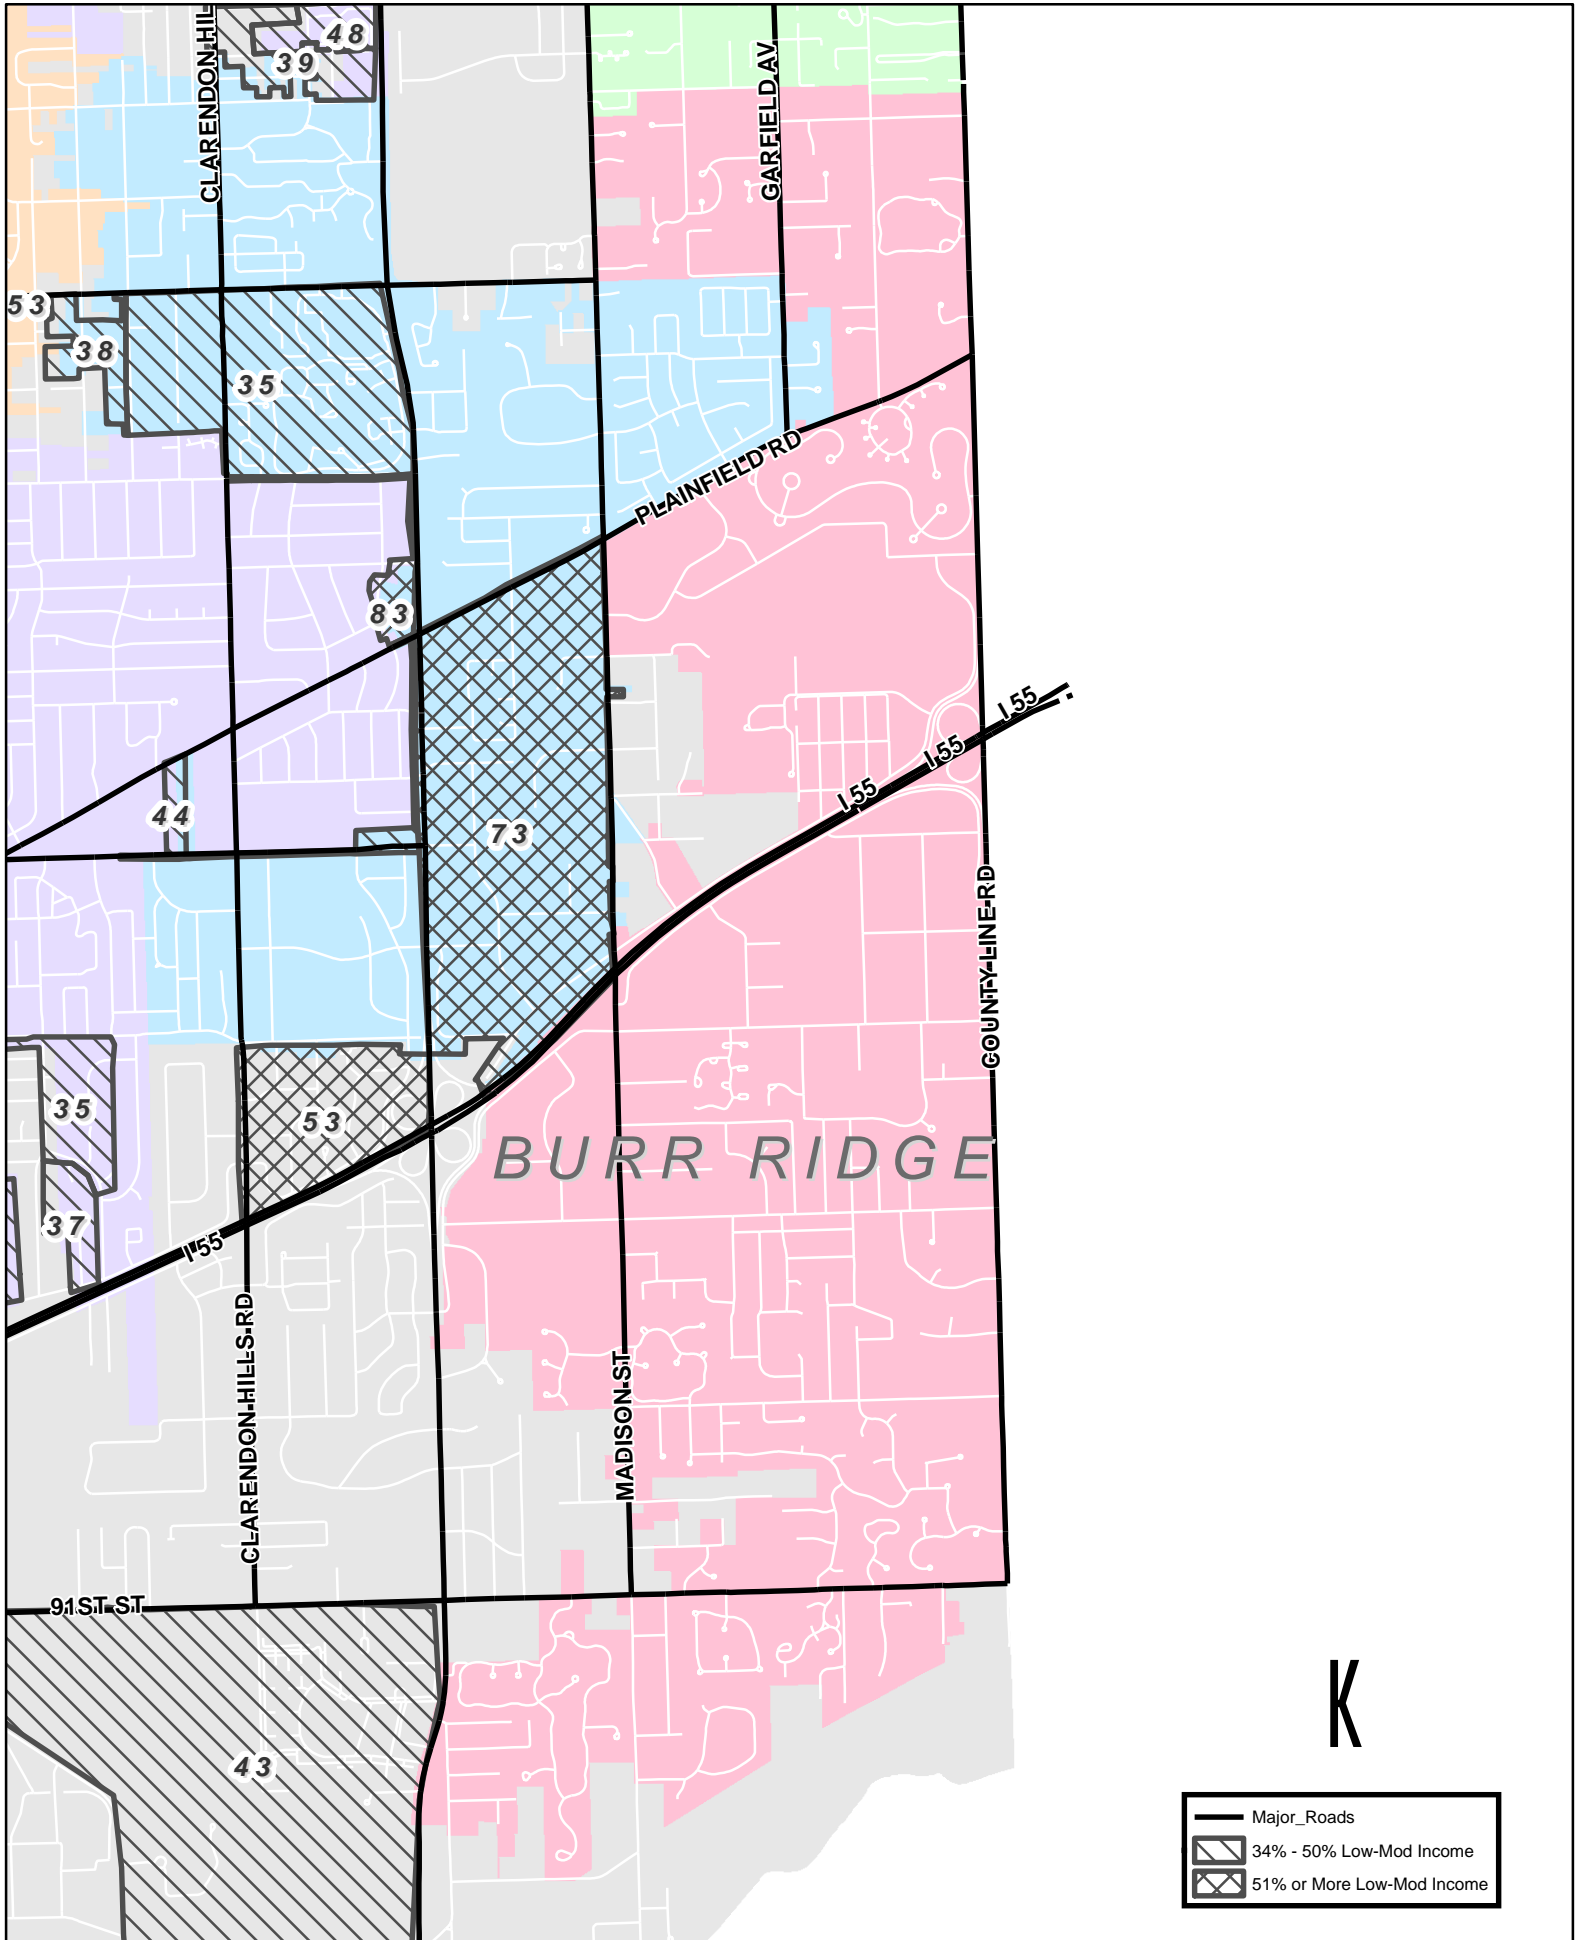 CLARENDON HIL
48
39
GARFIELD AV
53
38
35
PLAINFIELD RD
83
I 55
I 55
I 55
44
73
COUNTY LINE RD
35
53
BURR RIDGE
37
I 55
CLARENDON HILLS RD
MADISON ST
91ST ST
43
K
Major_Roads
34% - 50% Low-Mod Income
51% or More Low-Mod Income